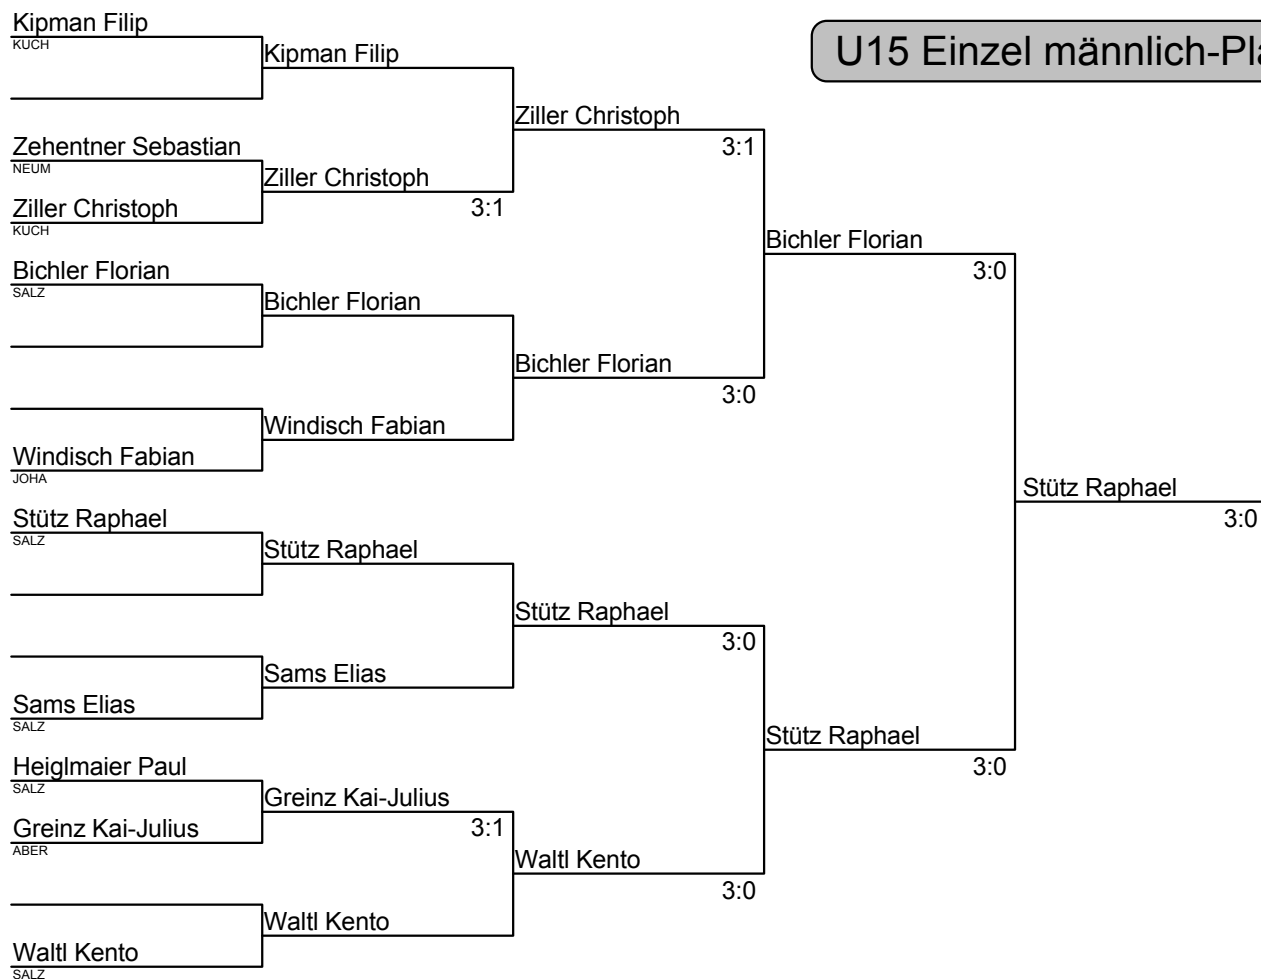 Kipman Filip
KUCH
Kipman Filip
U15 Einzel männlich-Pla
Ziller Christoph
3:1
Zehentner Sebastian
NEUM
Ziller Christoph
3:1
Ziller Christoph
KUCH
Bichler Florian
3:0
Bichler Florian
SALZ
Bichler Florian
Bichler Florian
3:0
Windisch Fabian
Windisch Fabian
JOHA
Stütz Raphael
3:0
Stütz Raphael
SALZ
Stütz Raphael
Stütz Raphael
3:0
Sams Elias
Sams Elias
SALZ
Stütz Raphael
3:0
Heiglmaier Paul
SALZ
Greinz Kai-Julius
3:1
Greinz Kai-Julius
ABER
Waltl Kento
3:0
Waltl Kento
Waltl Kento
SALZ